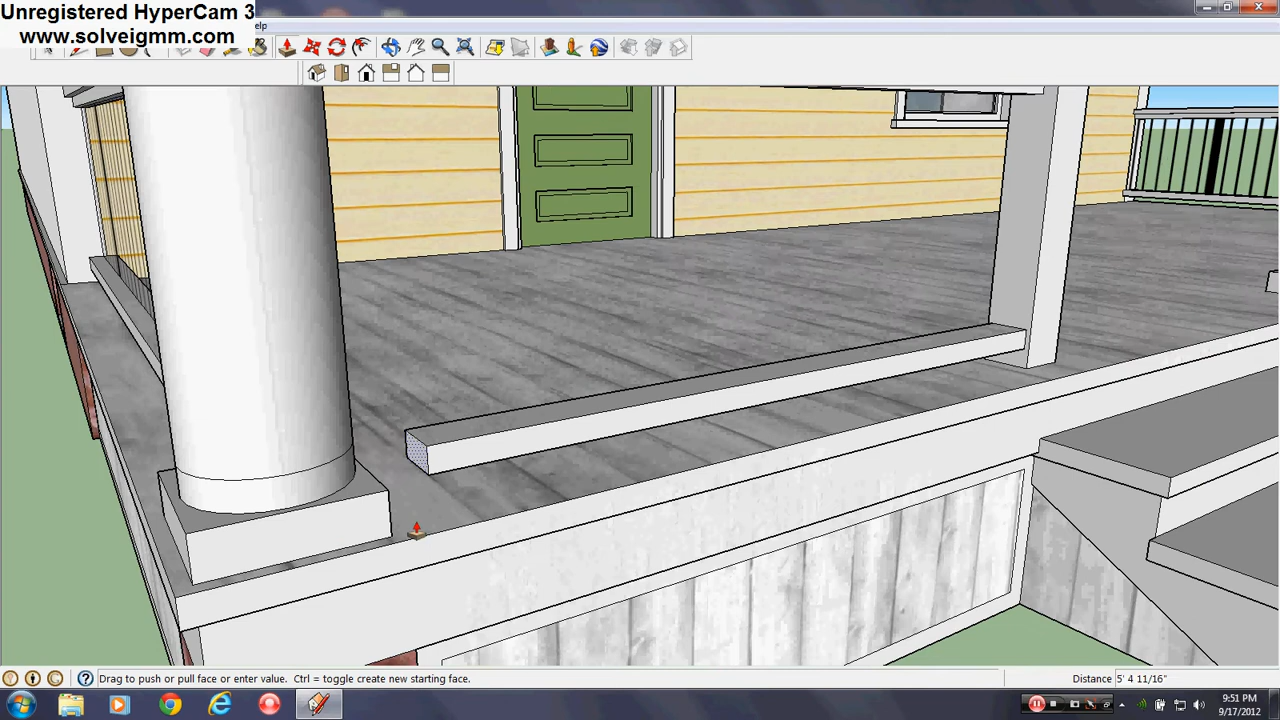 Unregistered HyperCam 3
www.solveigmm.com
elp
Drag to push or pull face or enter value. Ctrl = toggle create new starting face.
Distance 5' 4 11/16"
9:51 PM
9/17/2012